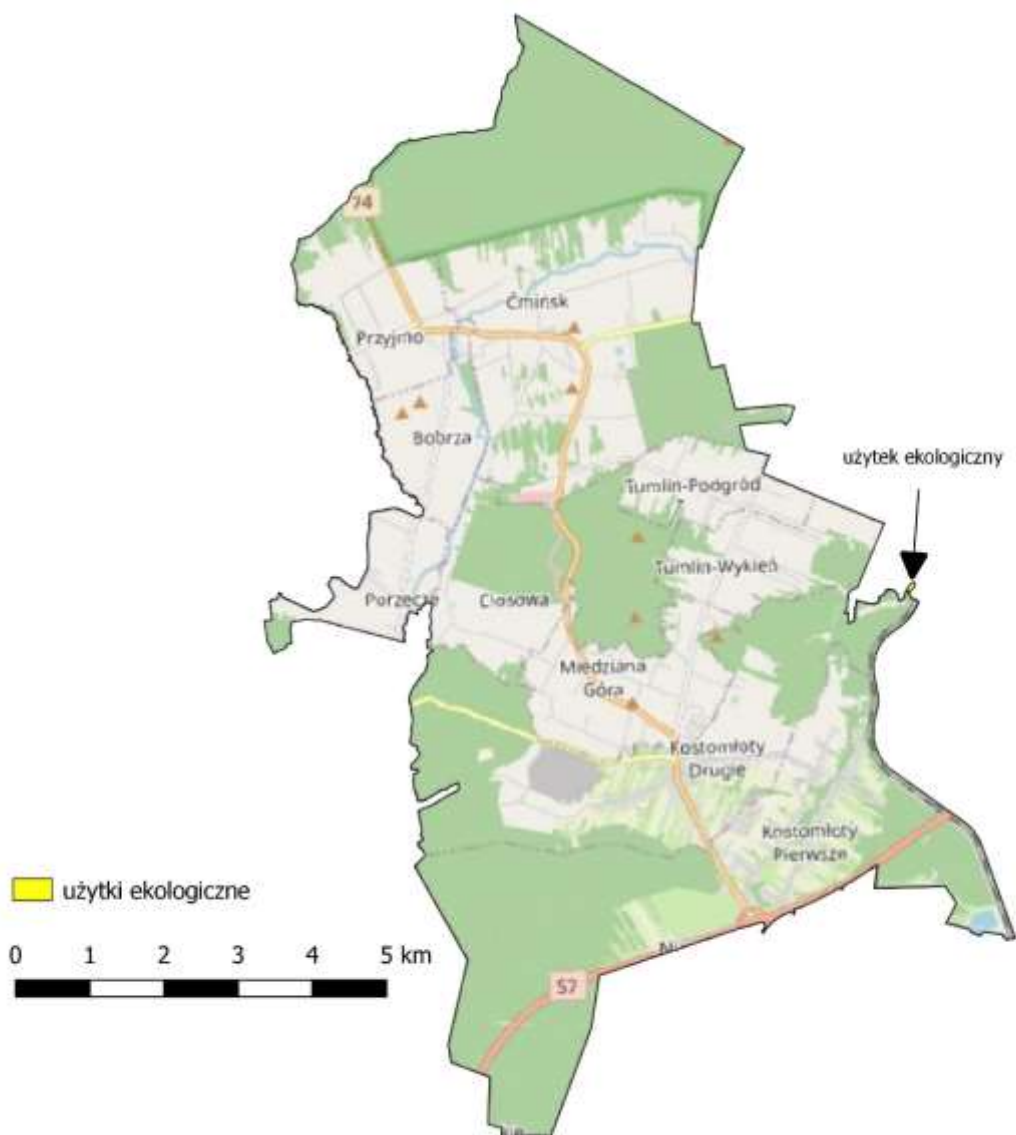 74
Ćmińsk
Przyjmo
Bobrza
użytek ekologiczny
Tumlin-Podgród
Tumlin-Wykień
Porzecze
Ciosowa
Miedziana
Góra
Kostomłoty
Drugie
Kostomłoty
Pierwsze
użytki ekologiczne
0 1 2 3 4 5 km
S7